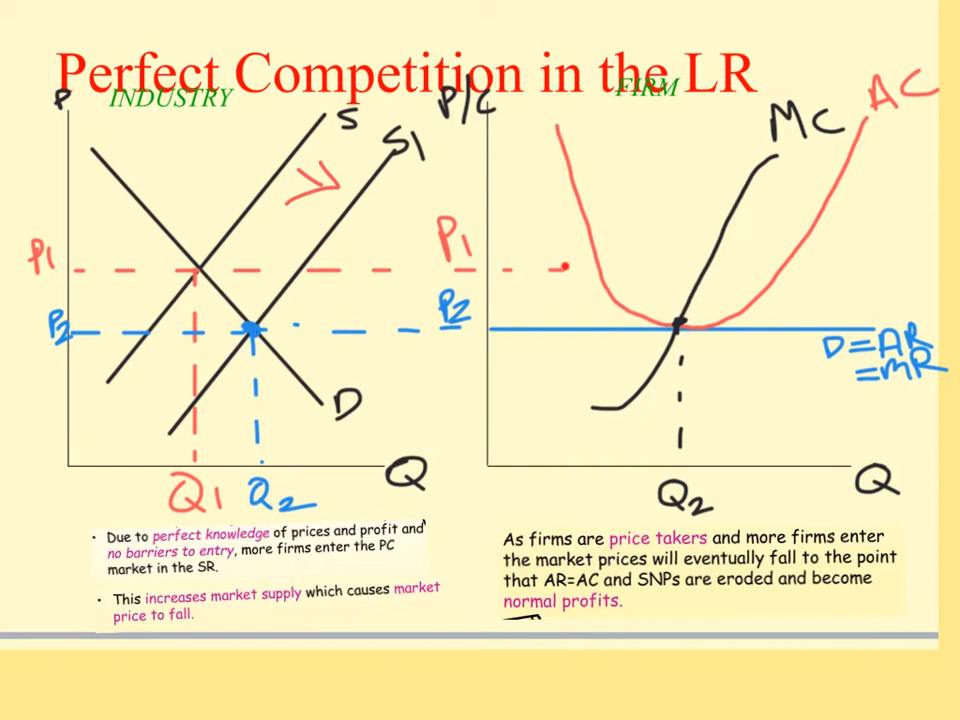 Perfect Competition in the LR
INDUSTRY
FIRM
P
S
S1
P/C
MC
AC
P1
P1
P2
P2
D
D=AR
=MR
Q
Q
Q1
Q2
Q2
• Due to perfect knowledge of prices and profit and
no barriers to entry, more firms enter the PC
market in the SR.
• This increases market supply which causes market
price to fall.
As firms are price takers and more firms enter
the market prices will eventually fall to the point
that AR=AC and SNPs are eroded and become
normal profits.